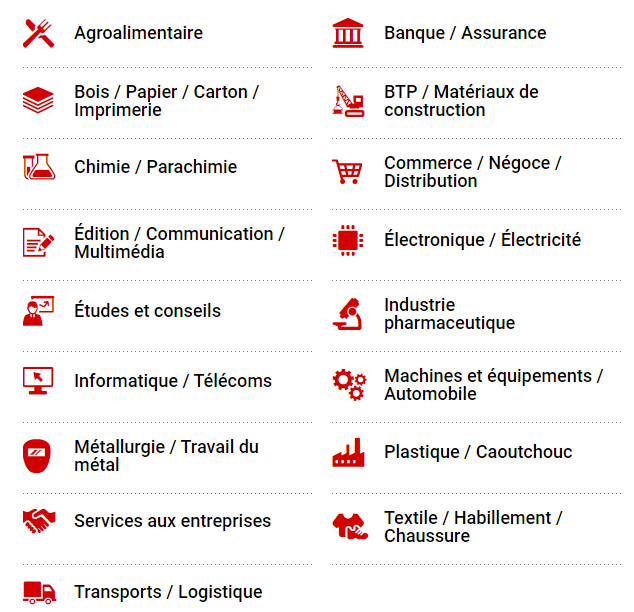 Agroalimentaire
Banque / Assurance
Bois / Papier / Carton /
Imprimerie
BTP / Matériaux de
construction
Chimie / Parachimie
Commerce / Négoce /
Distribution
Édition / Communication /
Multimédia
Électronique / Électricité
Études et conseils
Industrie
pharmaceutique
Informatique / Télécoms
Machines et équipements /
Automobile
Métallurgie / Travail du
métal
Plastique / Caoutchouc
Services aux entreprises
Textile / Habillement /
Chaussure
Transports / Logistique